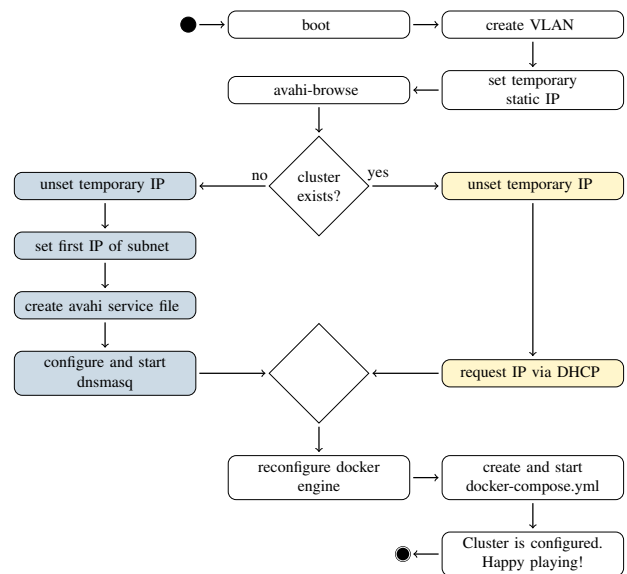 boot
create VLAN
set temporary
static IP
avahi-browse
cluster
exists?
no
yes
unset temporary IP
unset temporary IP
set first IP of subnet
create avahi service file
configure and start
dnsmasq
request IP via DHCP
reconfigure docker
engine
create and start
docker-compose.yml
Cluster is configured.
Happy playing!